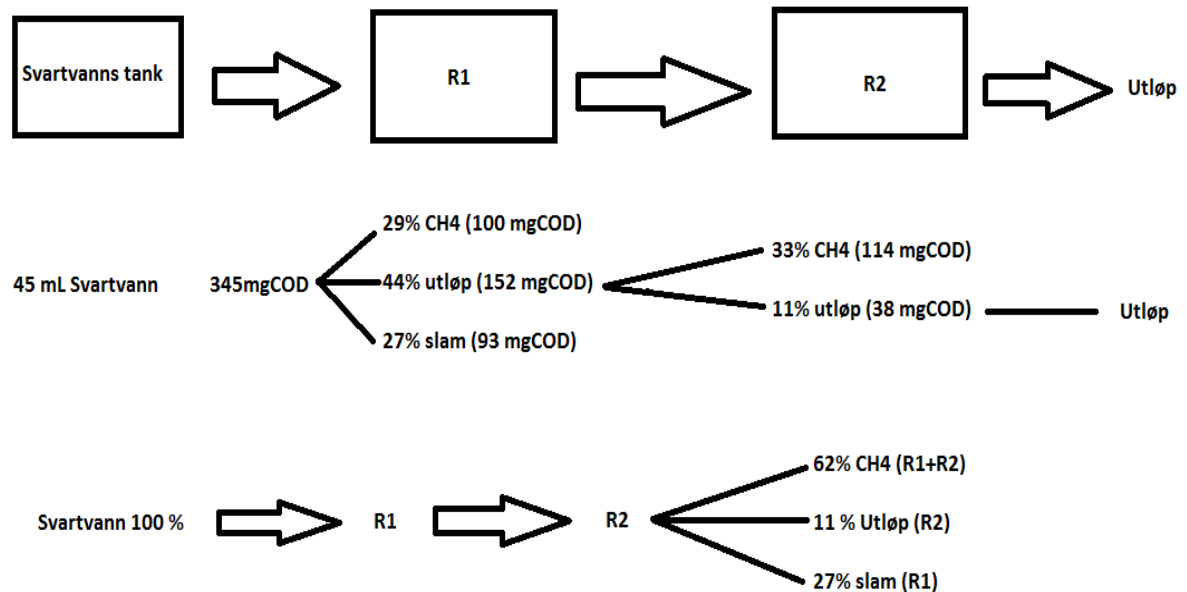 Svartvanns tank
R1
R2
Utløp
29% CH4 (100 mgCOD)
33% CH4 (114 mgCOD)
45 mL Svartvann
345mgCOD
44% utløp (152 mgCOD)
11% utløp (38 mgCOD)
Utløp
27% slam (93 mgCOD)
62% CH4 (R1+R2)
Svartvann 100 %
R1
R2
11 % Utløp (R2)
27% slam (R1)